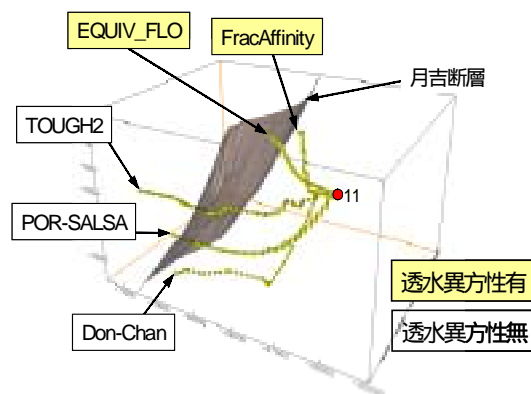 EQUIV_FLO
FracAffinity
月吉断層
TOUGH2
11
POR-SALSA
透水異方性有
透水異方性無
Don-Chan